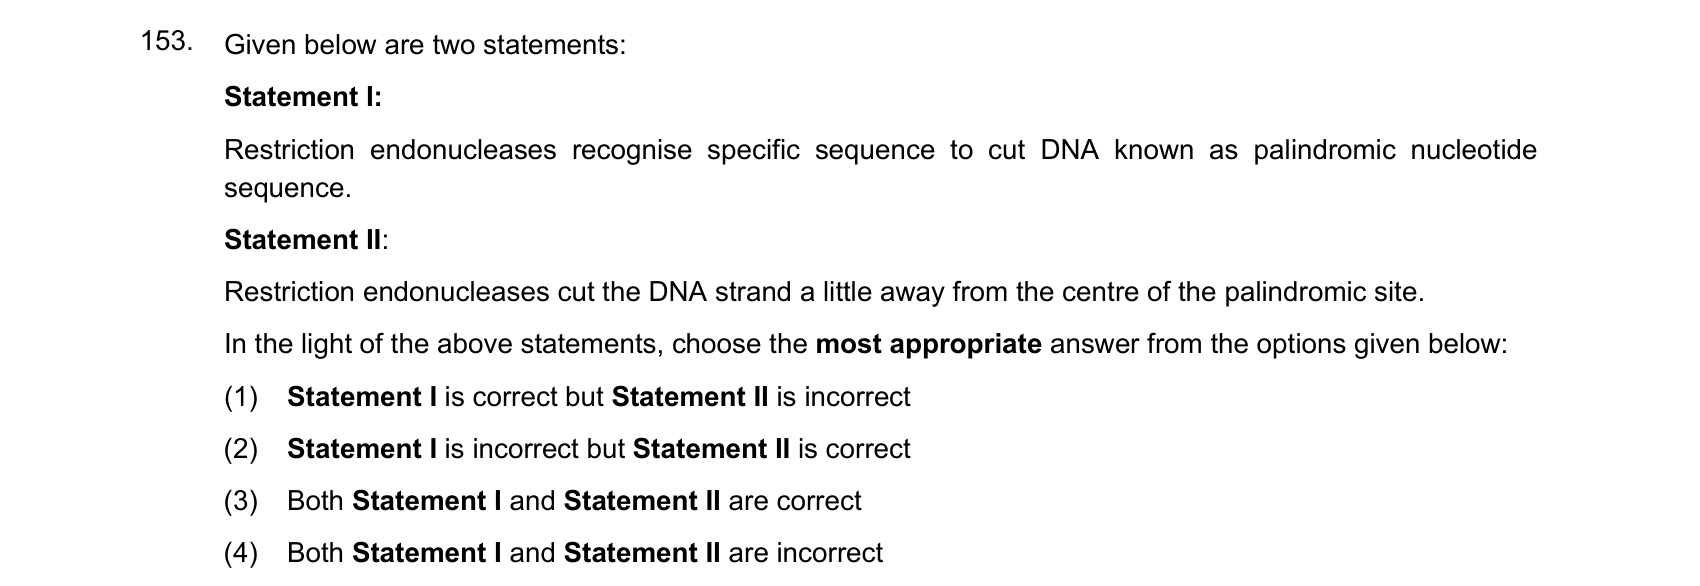 153. Given below are two statements:
Statement I:
Restriction endonucleases recognise specific sequence to cut DNA known as palindromic nucleotide
sequence.
Statement II:
Restriction endonucleases cut the DNA strand a little away from the centre of the palindromic site.
In the light of the above statements, choose the most appropriate answer from the options given below:
(1) Statement I is correct but Statement II is incorrect
(2) Statement I is incorrect but Statement II is correct
(3) Both Statement I and Statement II are correct
(4) Both Statement I and Statement II are incorrect